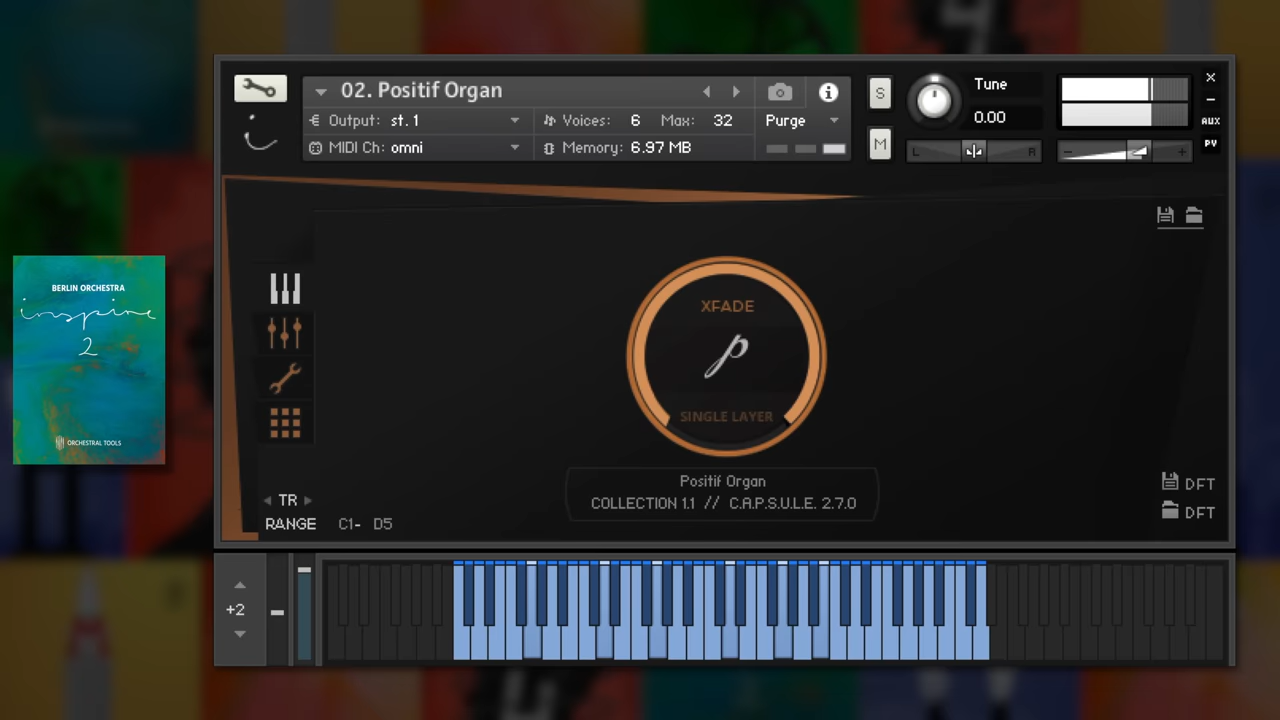 02. Positif Organ
Output: st. 1
Voices: 6 Max: 32
Purge
MIDI Ch: omni
Memory: 6.97 MB
S
M
Tune
0.00
L
R
AUX
PV
BERLIN ORCHESTRA
inspire
2
ORCHESTRAL TOOLS
XFADE
p
SINGLE LAYER
Positif Organ
COLLECTION 1.1 // C.A.P.S.U.L.E. 2.7.0
DFT
DFT
TR
RANGE C1- D5
+2